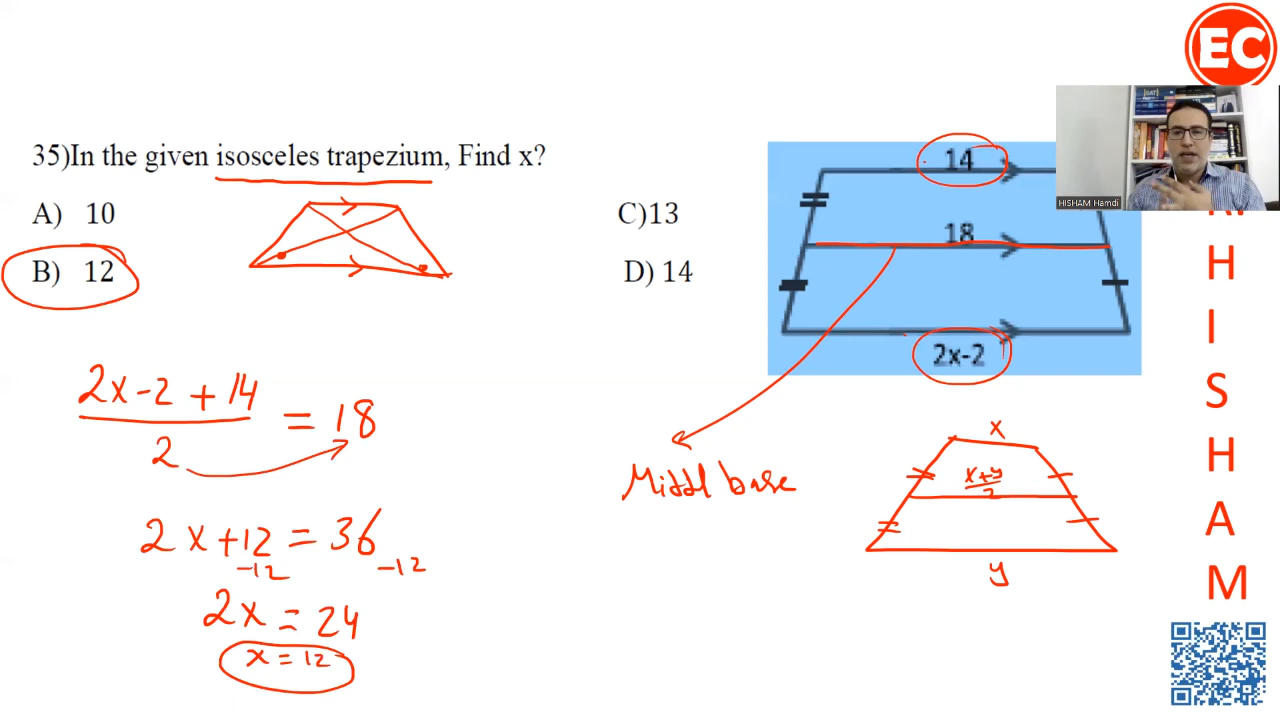 EC
35)In the given isosceles trapezium, Find x?
A) 10
B) 12
C)13
D) 14
14
18
2x-2
HISHAM Hamdi
H
I
S
H
A
M
2x-2+14
2
= 18
2x+12 = 36
-12 -12
2x = 24
x = 12
Middl base
x
x+y
2
y